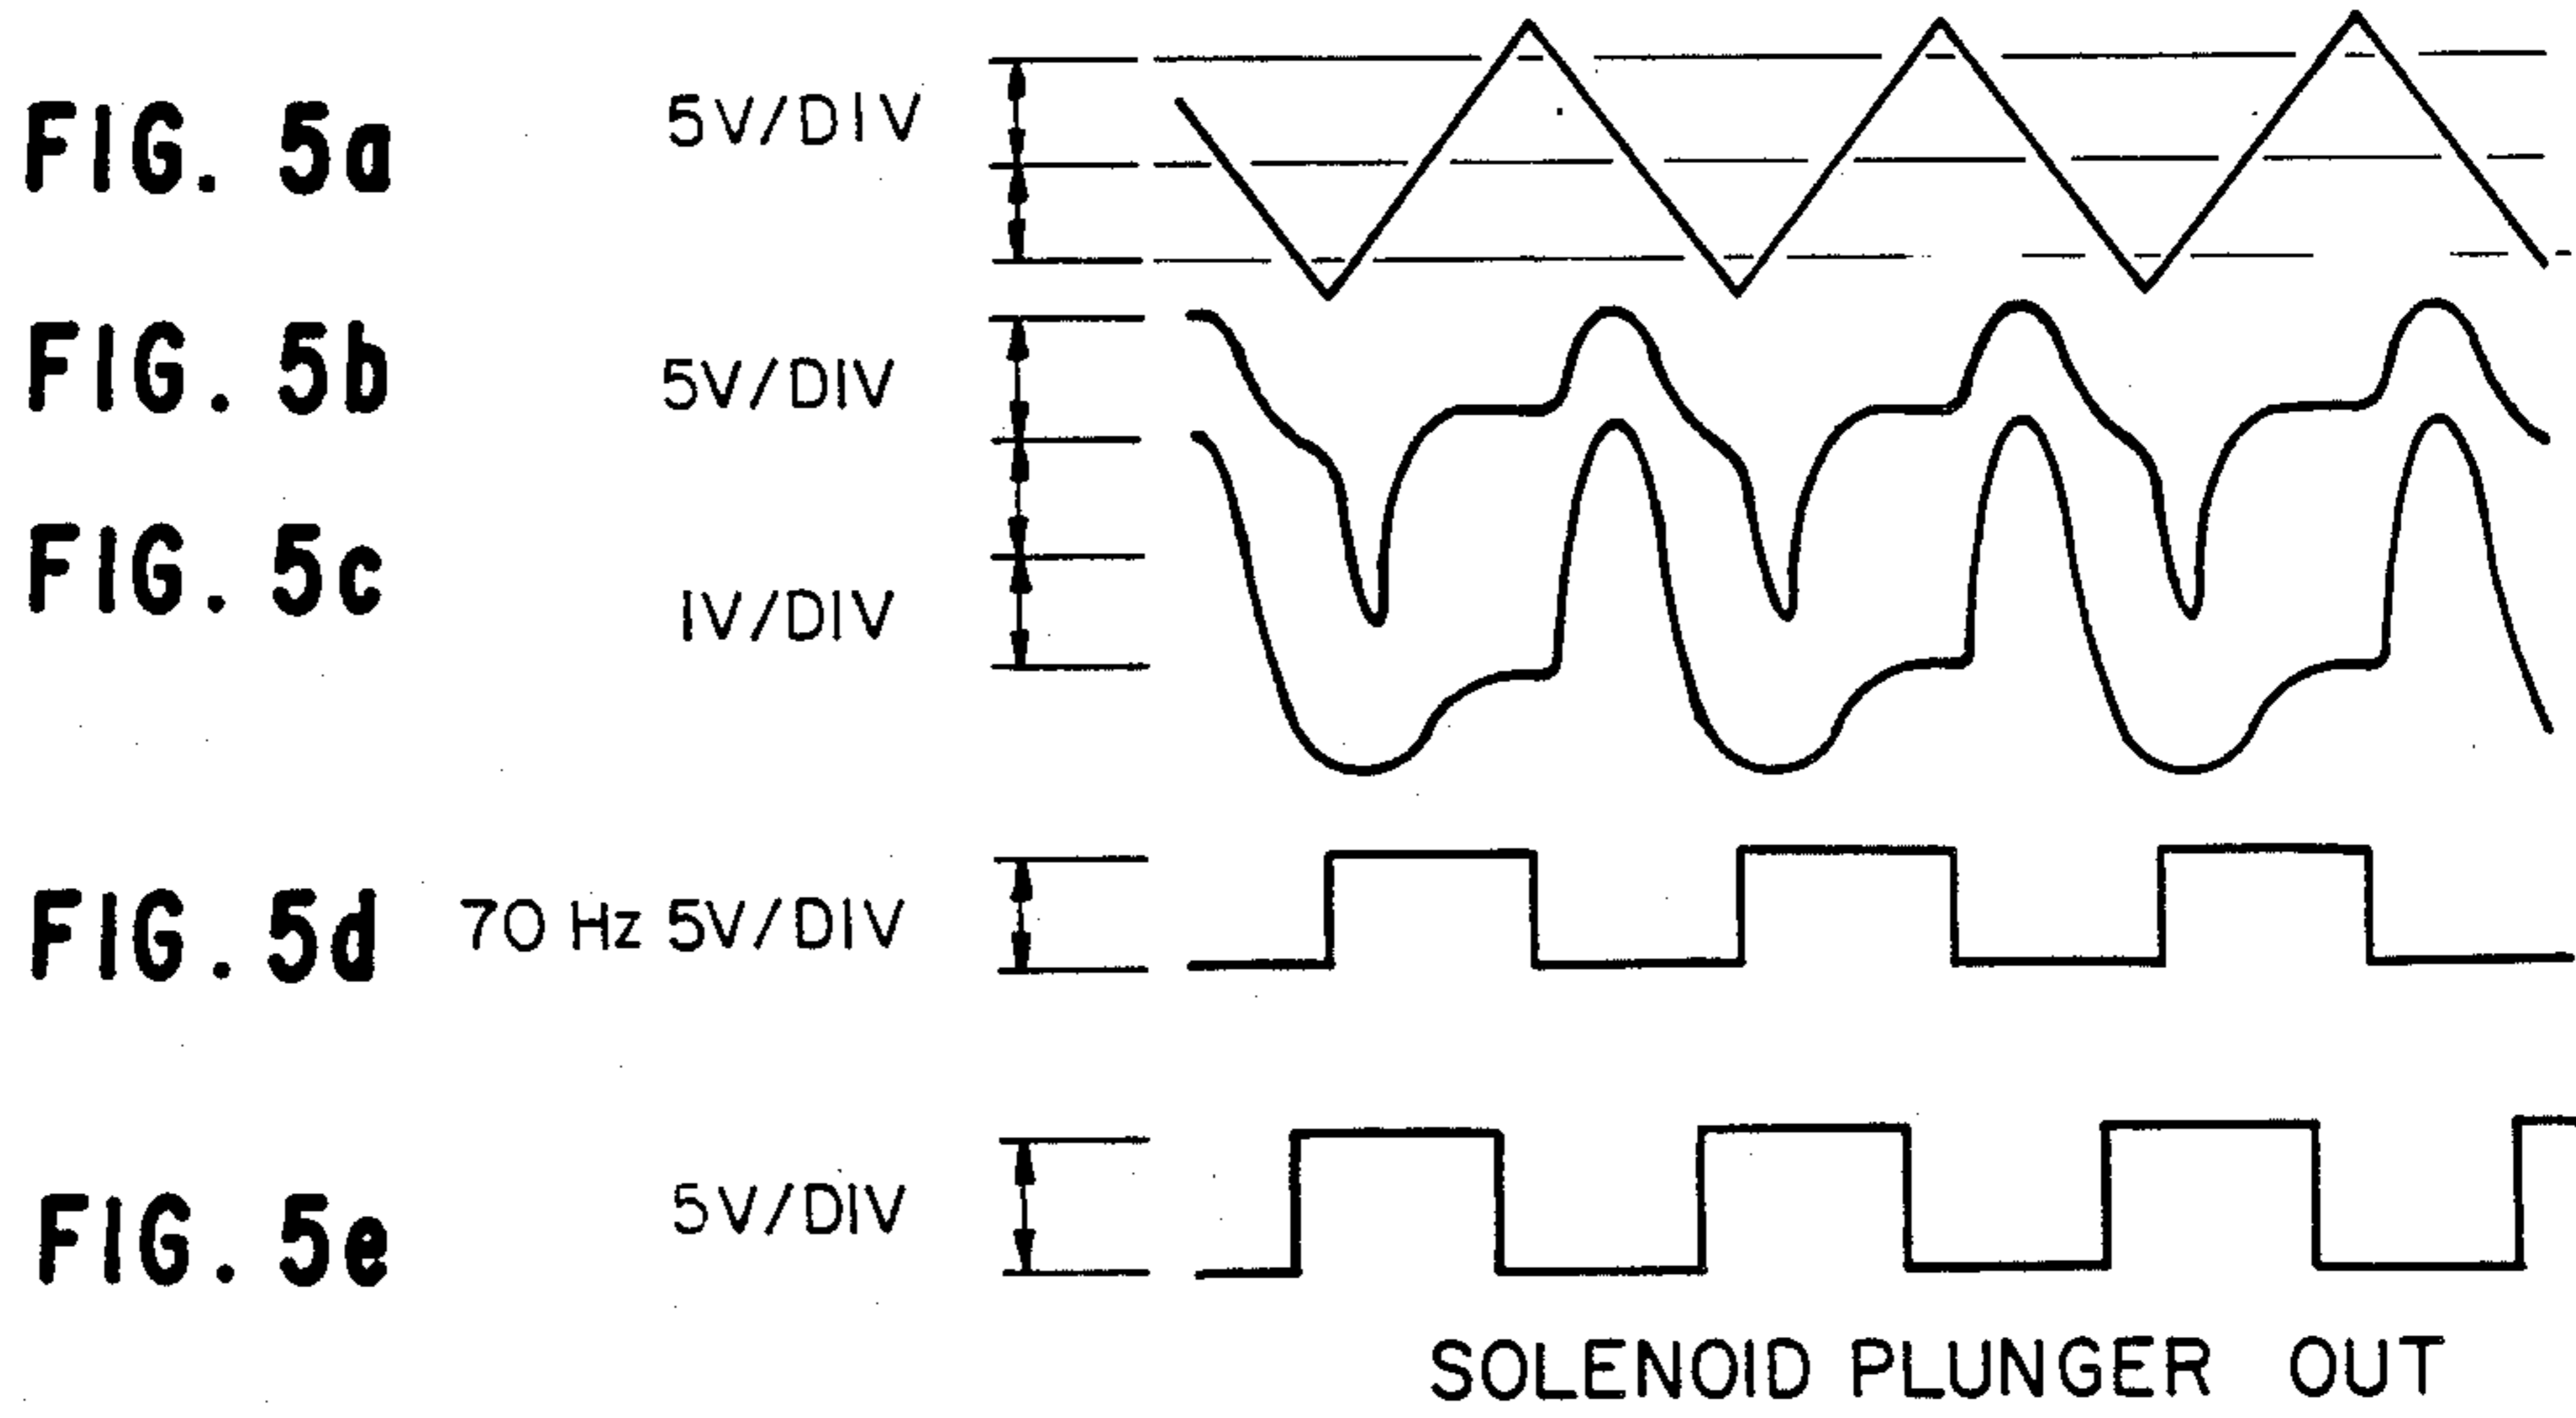 FIG. 5a 5V/DIV
FIG. 5b 5V/DIV
FIG. 5c 1V/DIV
FIG. 5d 70 Hz 5V/DIV
FIG. 5e 5V/DIV
SOLENOID PLUNGER OUT